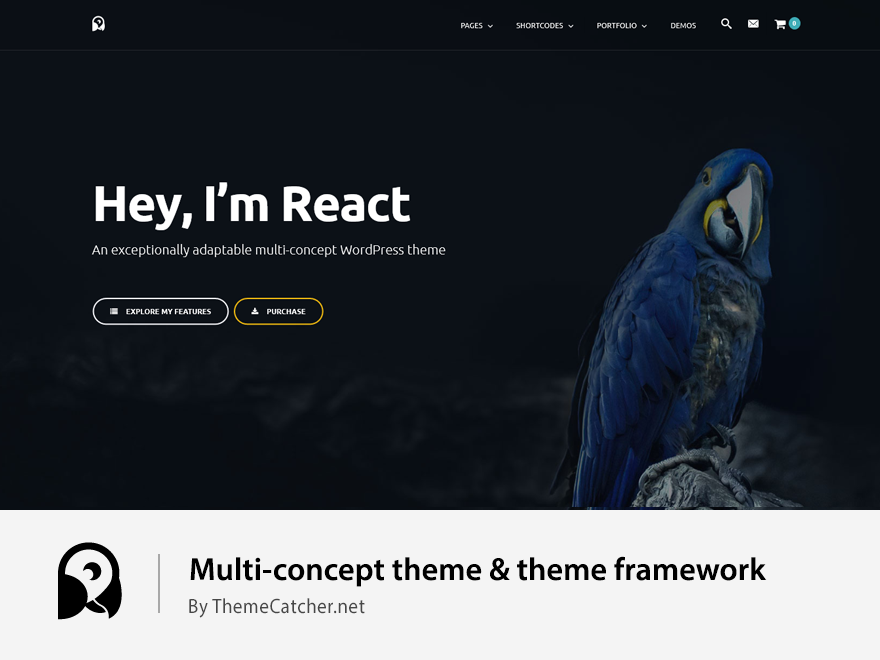 PAGES SHORTCODES PORTFOLIO DEMOS 0
Hey, I’m React
An exceptionally adaptable multi-concept WordPress theme
EXPLORE MY FEATURES PURCHASE
Multi-concept theme & theme framework
By ThemeCatcher.net